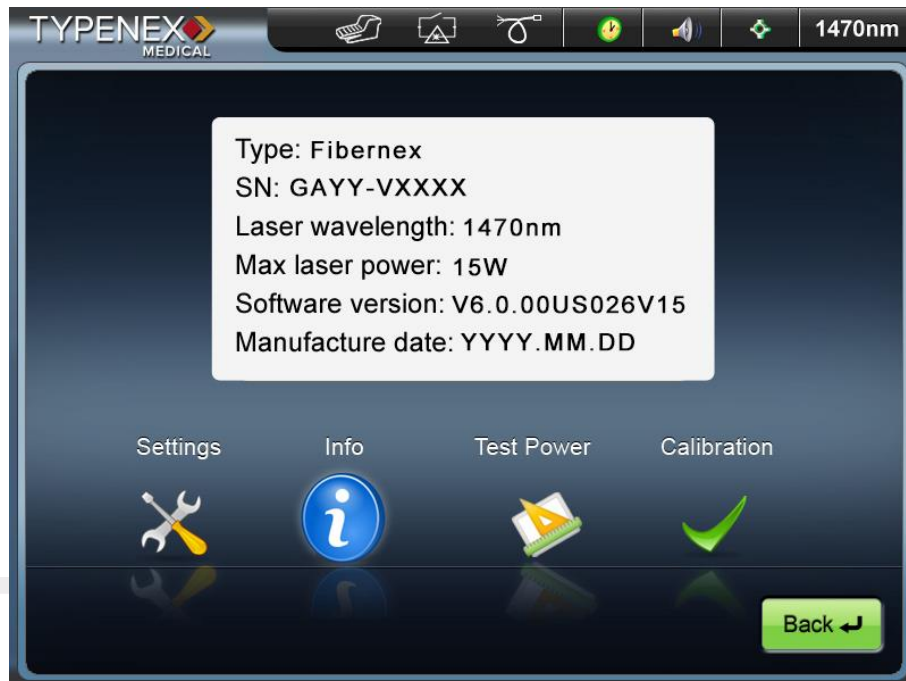 TYPENEX
MEDICAL
1470nm
Type: Fibernex
SN: GAYY-VXXXX
Laser wavelength: 1470nm
Max laser power: 15W
Software version: V6.0.00US026V15
Manufacture date: YYYY.MM.DD
Settings Info Test Power Calibration
Back